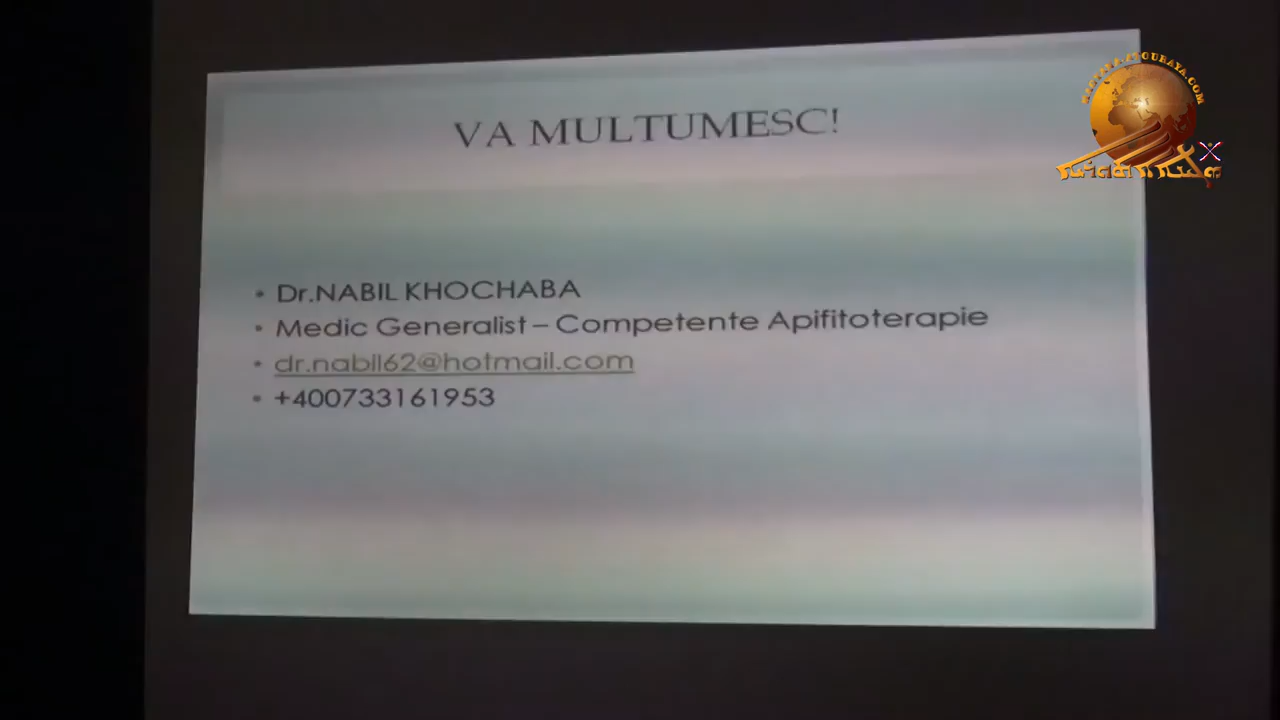 VA MULTUMESC!
• Dr.NABIL KHOCHABA
• Medic Generalist – Competente Apifitoterapie
• dr.nabil62@hotmail.com
• +400733161953